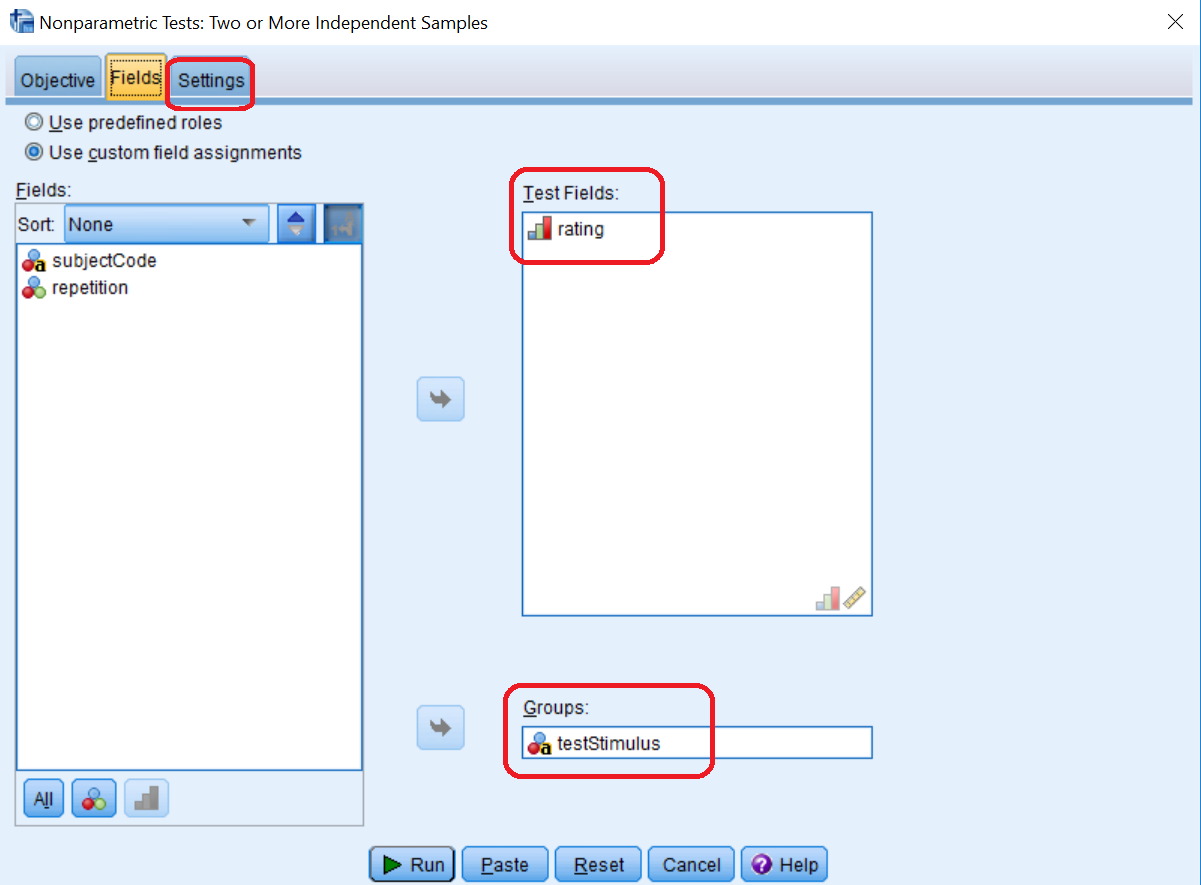 Nonparametric Tests: Two or More Independent Samples
Objective Fields Settings
Use predefined roles
Use custom field assignments
Fields:
Sort: None
subjectCode
repetition
All
Test Fields:
rating
Groups:
testStimulus
Run Paste Reset Cancel Help